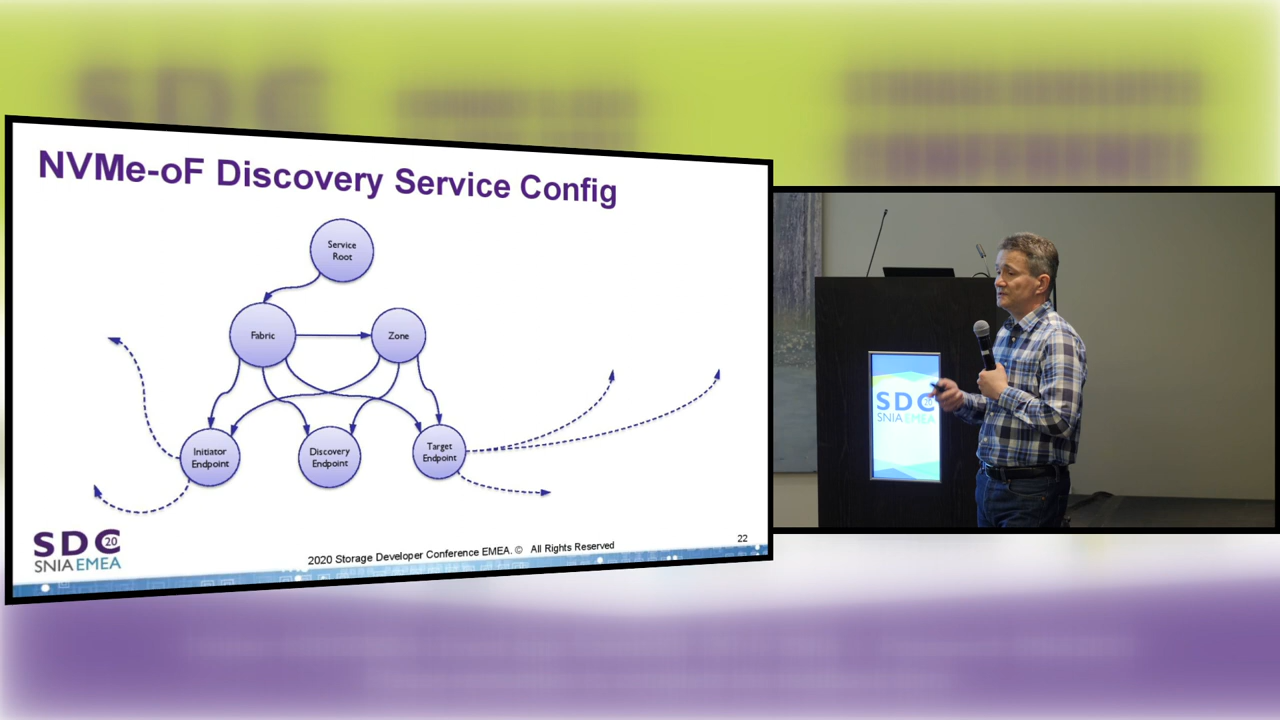 NVMe-oF Discovery Service Config
Service
Root
Fabric
Zone
Initiator
Endpoint
Discovery
Endpoint
Target
Endpoint
SDC 20
SNIA EMEA
2020 Storage Developer Conference EMEA. © All Rights Reserved
22
SDC 20
SNIA EMEA